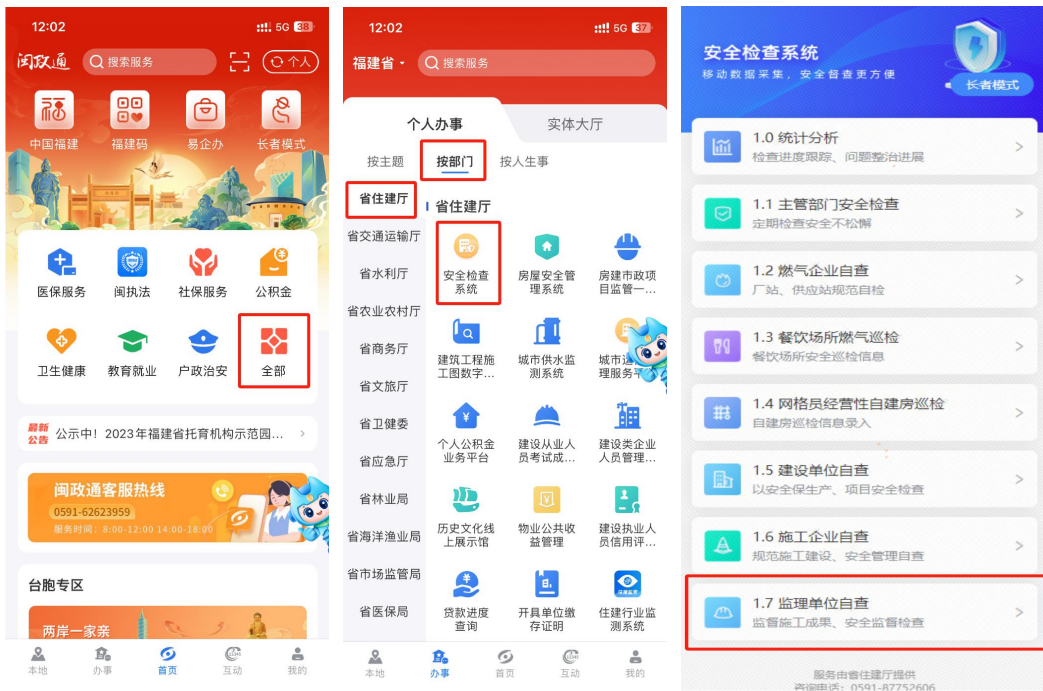 12:02
5G 38
闽政通
搜索服务
个人
中国福建
福建码
易企办
长者模式
医保服务
闽执法
社保服务
公积金
卫生健康
教育就业
户政治安
全部
最新
公告
公示中！2023年福建省托育机构示范园...
闽政通客服热线
0591-62623959
服务时间：8:00-12:00 14:00-18:00
台胞专区
两岸一家亲
本地
办事
首页
互动
我的
12:02
5G 37
福建省
搜索服务
个人办事
实体大厅
按主题
按部门
按人生事
省住建厅
省交通运输厅
省水利厅
省农业农村厅
省商务厅
省文旅厅
省卫健委
省应急厅
省林业局
省海洋渔业局
省市场监管局
省医保局
省住建厅
安全检查
系统
房屋安全管
理系统
房建市政项
目监管一...
建筑工程施
工图数字...
城市供水监
测系统
城市运
理服务平
个人公积金
业务平台
建设从业人
员考试成...
建设类企业
人员管理...
历史文化线
上展示馆
物业公共收
益管理
建设执业人
员信用评...
贷款进度
查询
开具单位缴
存证明
住建行业监
测系统
本地
办事
首页
互动
我的
安全检查系统
移动数据采集，安全督查更方便
长者模式
1.0 统计分析
检查进度跟踪、问题整治进展
1.1 主管部门安全检查
定期检查安全不松懈
1.2 燃气企业自查
厂站、供应站规范自检
1.3 餐饮场所燃气巡检
餐饮场所安全巡检信息
1.4 网格员经营性自建房巡检
自建房巡检信息录入
1.5 建设单位自查
以安全保生产、项目安全检查
1.6 施工企业自查
规范施工建设、安全管理自查
1.7 监理单位自查
监督施工成果、安全监督检查
服务由省住建厅提供
咨询电话：0591-87752606